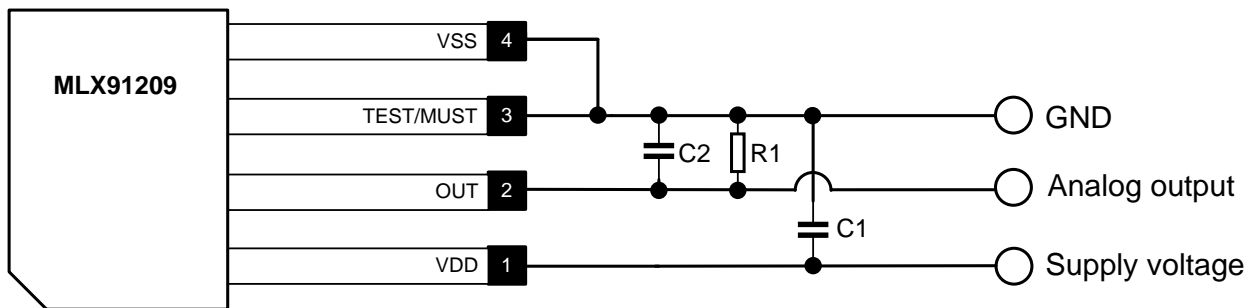 MLX91209
VSS 4
TEST/MUST 3
OUT 2
VDD 1
C2
R1
C1
GND
Analog output
Supply voltage